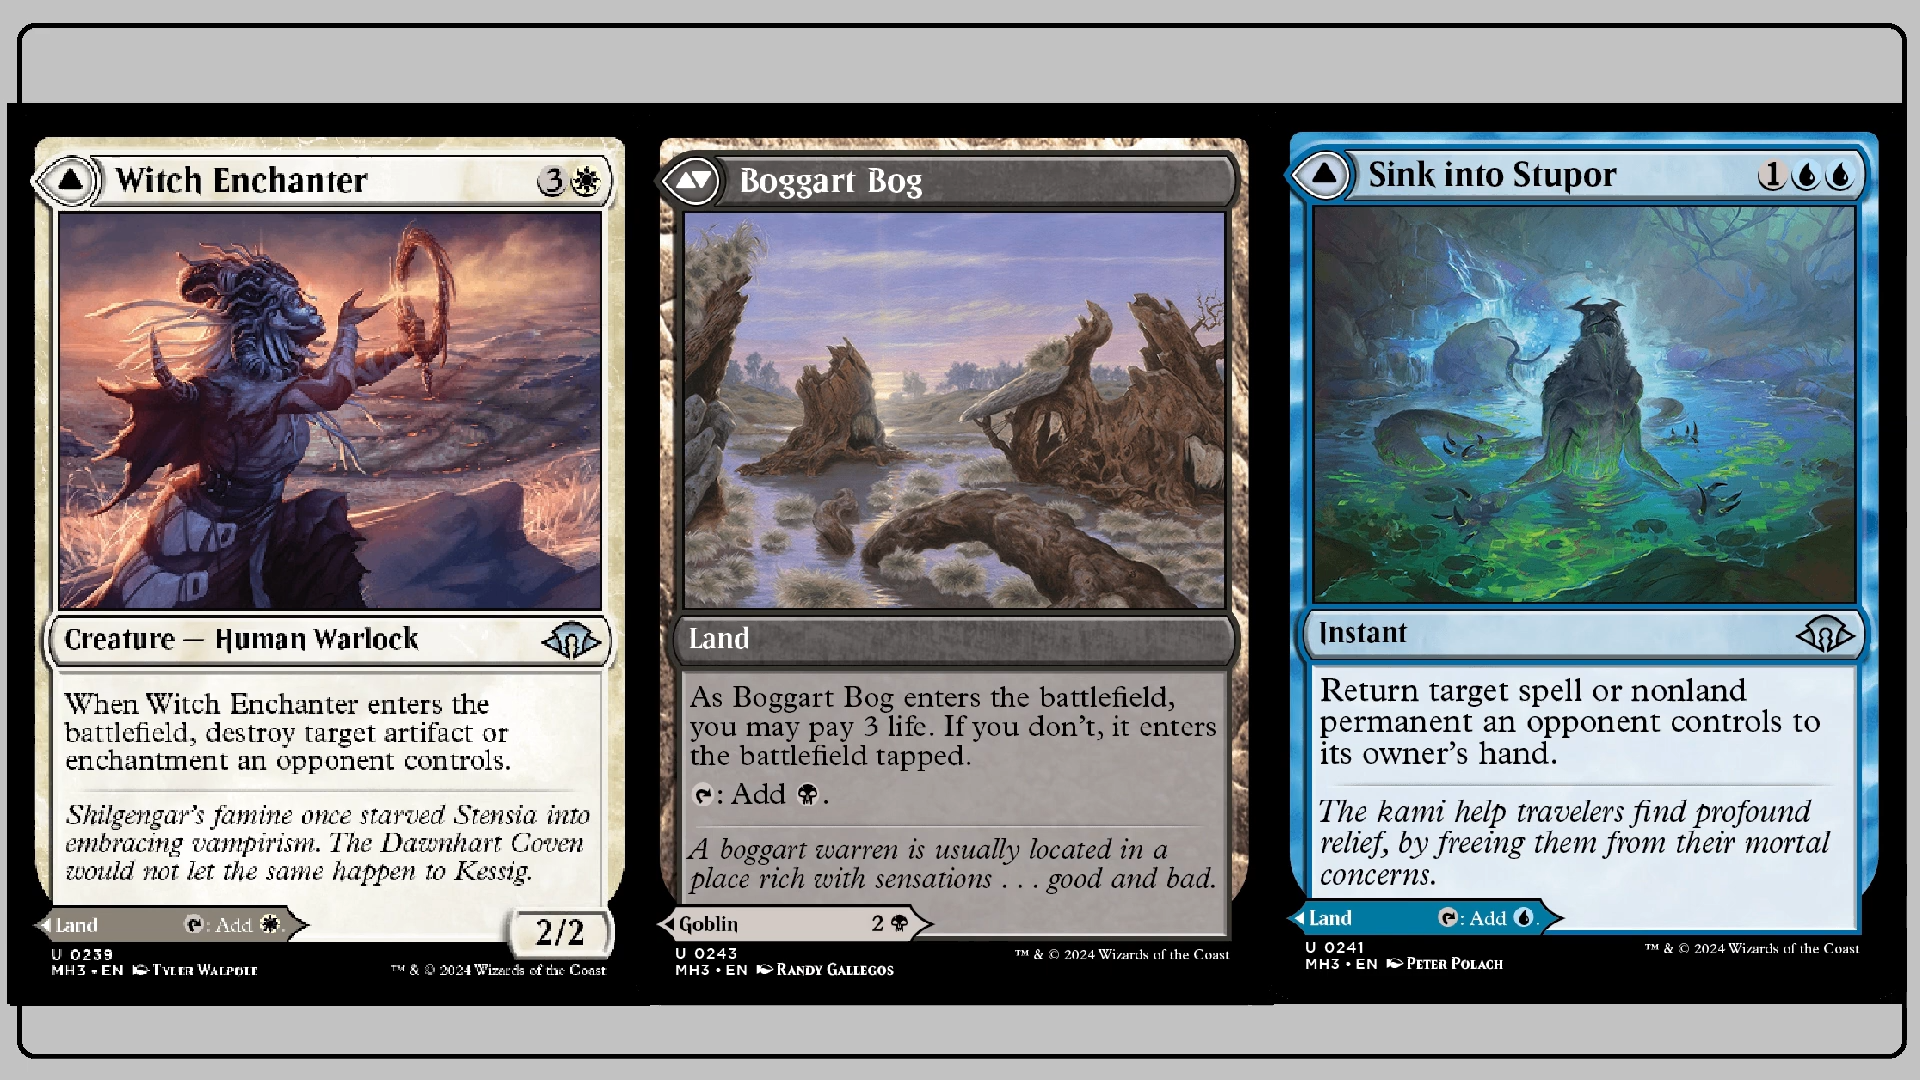 Witch Enchanter 3
Creature — Human Warlock
When Witch Enchanter enters the
battlefield, destroy target artifact or
enchantment an opponent controls.
Shilgengar's famine once starved Stensia into
embracing vampirism. The Dawnhart Coven
would not let the same happen to Kessig.
Land : Add .
2/2
U 0239
MH3 • EN Tyler Walpole
™ & © 2024 Wizards of the Coast
Boggart Bog
Land
As Boggart Bog enters the battlefield,
you may pay 3 life. If you don't, it enters
the battlefield tapped.
: Add .
A boggart warren is usually located in a
place rich with sensations . . . good and bad.
Goblin 2
U 0243
MH3 • EN Randy Gallegos
™ & © 2024 Wizards of the Coast
Sink into Stupor 1
Instant
Return target spell or nonland
permanent an opponent controls to
its owner's hand.
The kami help travelers find profound
relief, by freeing them from their mortal
concerns.
Land : Add .
U 0241
MH3 • EN Peter Polach
™ & © 2024 Wizards of the Coast